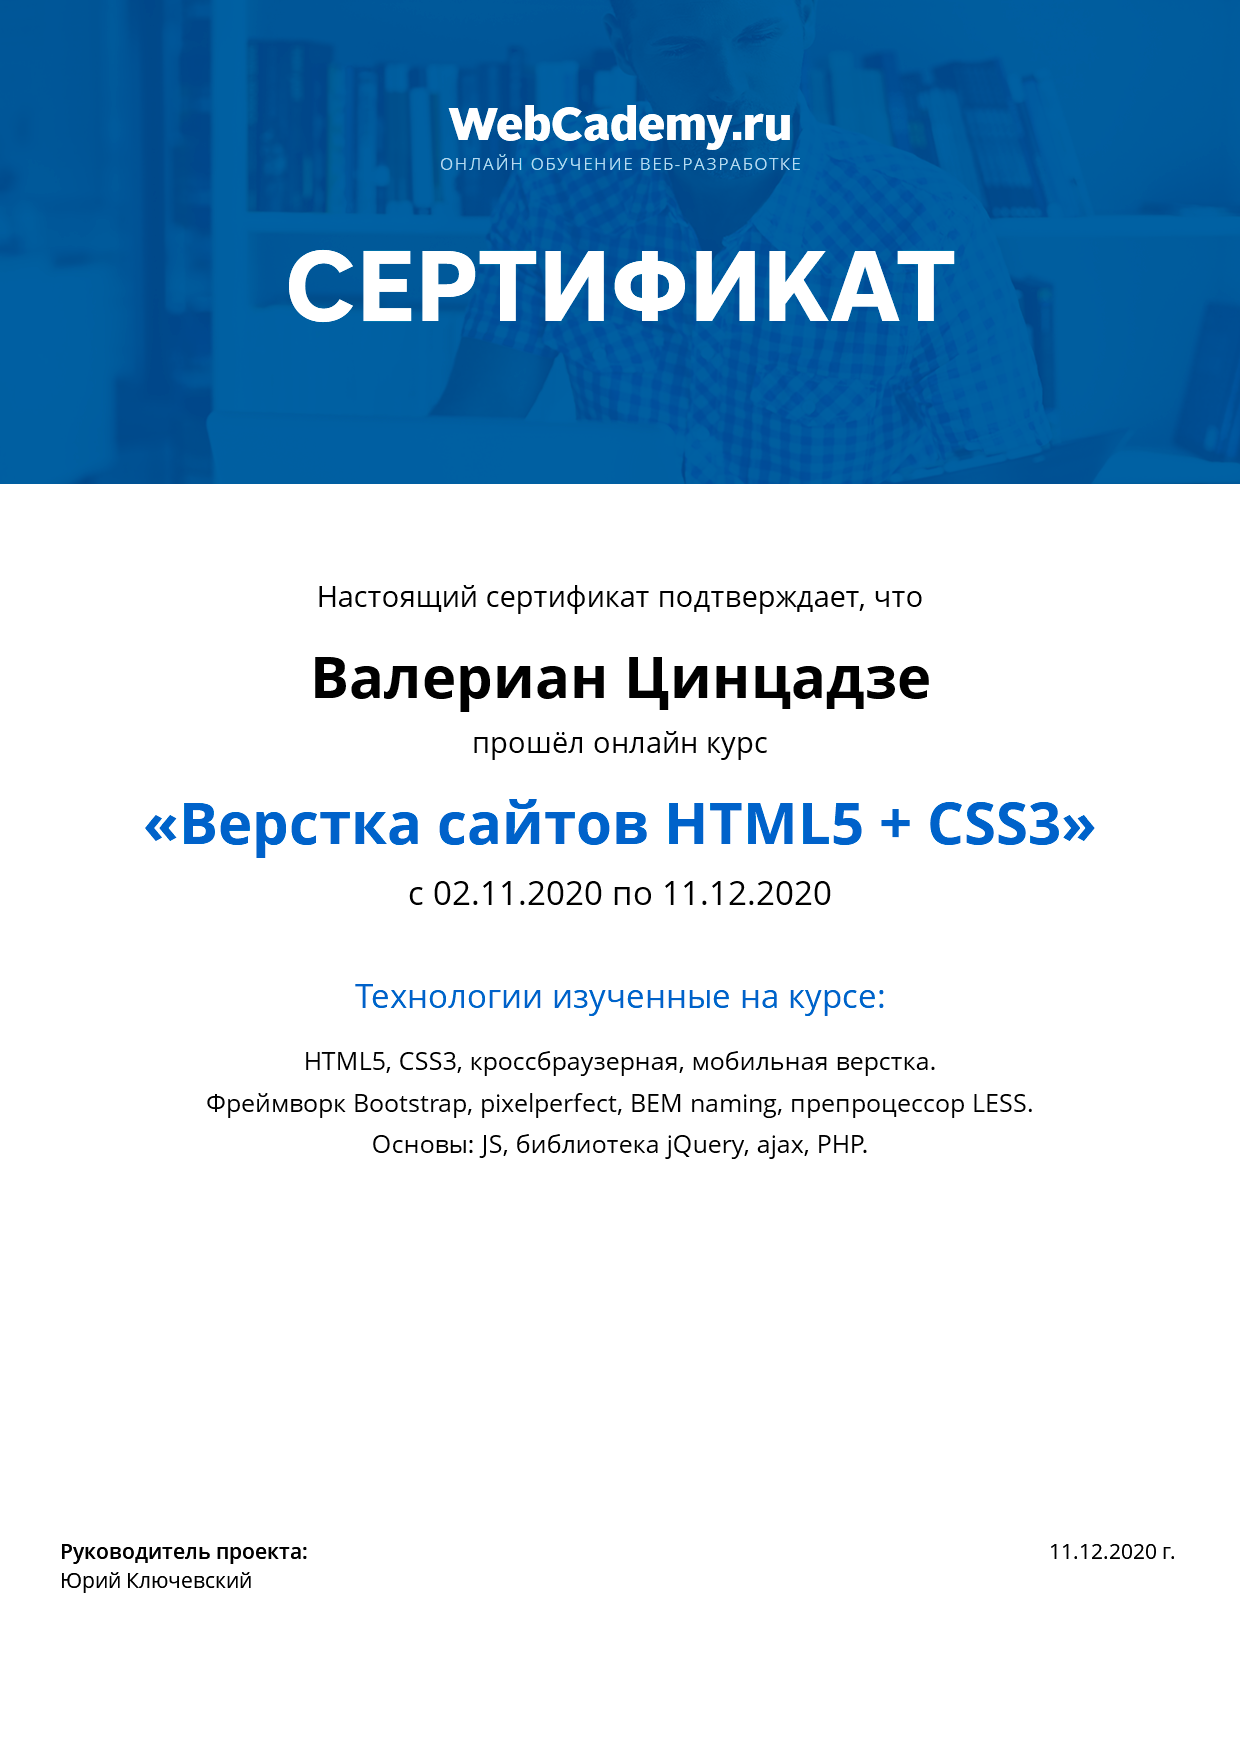 WebCademy.ru
ОНЛАЙН ОБУЧЕНИЕ ВЕБ-РАЗРАБОТКЕ
СЕРТИФИКАТ
Настоящий сертификат подтверждает, что
Валериан Цинцадзе
прошёл онлайн курс
«Верстка сайтов HTML5 + CSS3»
с 02.11.2020 по 11.12.2020
Технологии изученные на курсе:
HTML5, CSS3, кроссбраузерная, мобильная верстка.
Фреймворк Bootstrap, pixelperfect, BEM naming, препроцессор LESS.
Основы: JS, библиотека jQuery, ajax, PHP.
Руководитель проекта:
Юрий Ключевский
11.12.2020 г.